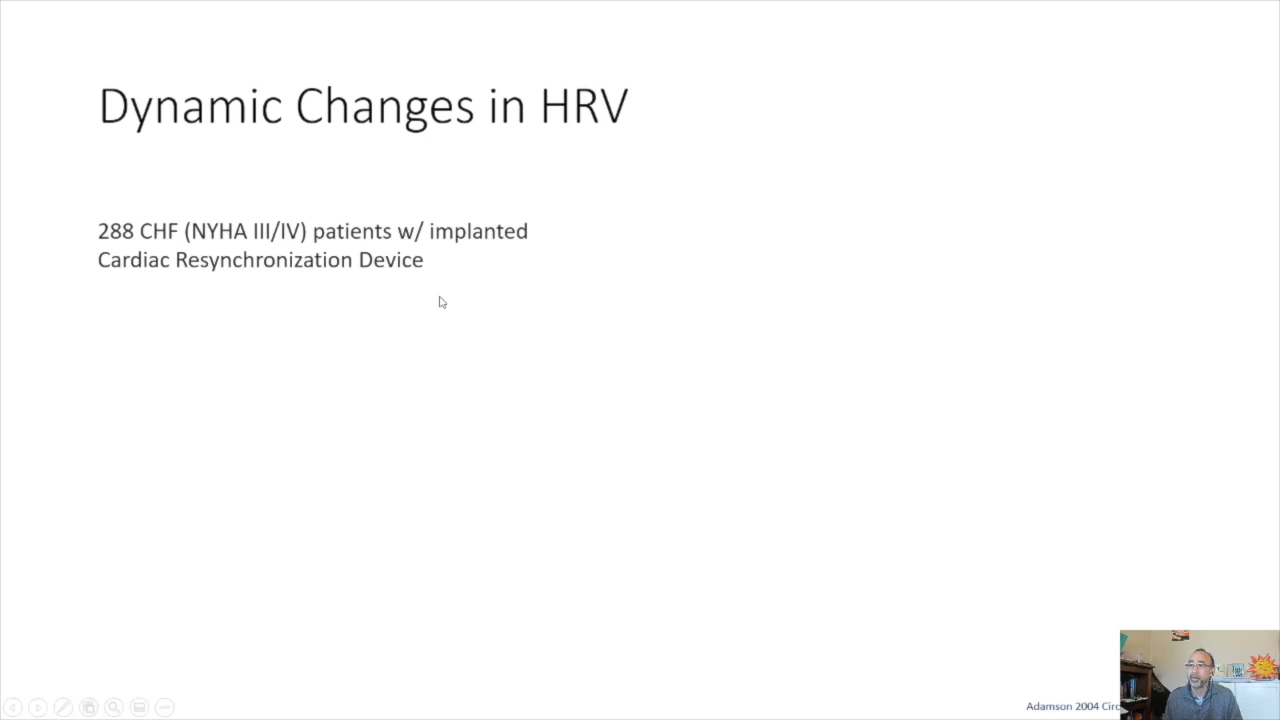 Dynamic Changes in HRV
288 CHF (NYHA III/IV) patients w/ implanted
Cardiac Resynchronization Device
Adamson 2004 Circ